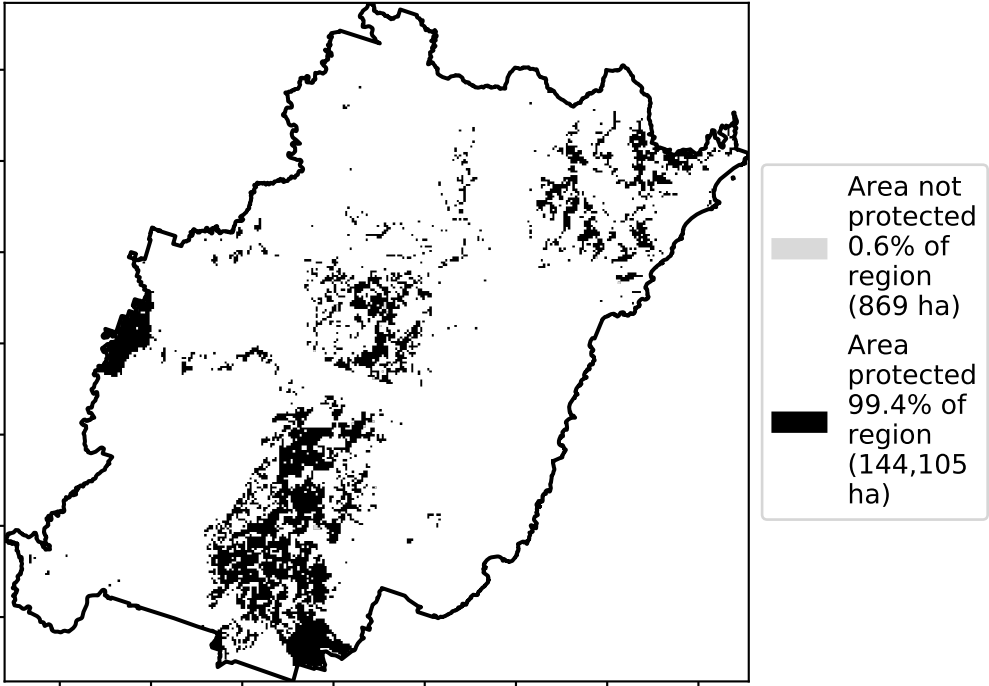 Area not
protected
0.6% of
region
(869 ha)
Area
protected
99.4% of
region
(144,105
ha)